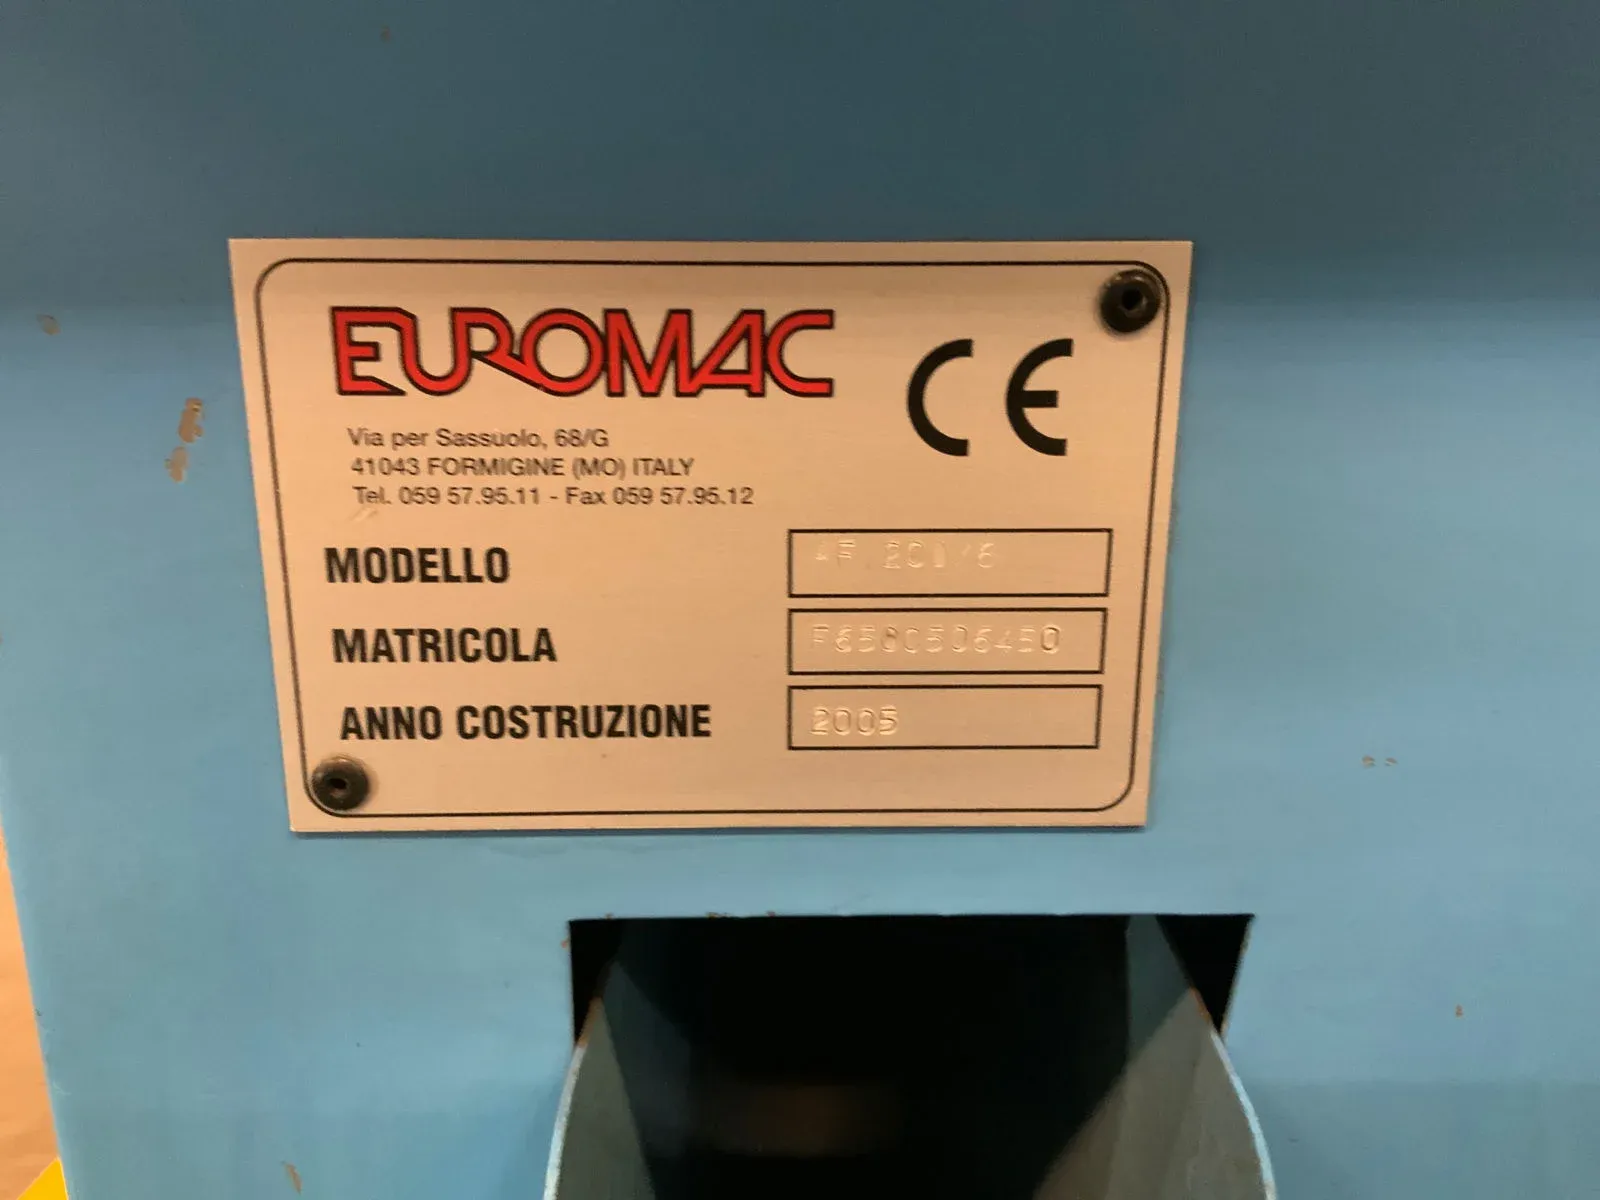 EUROMAC
CE
Via per Sassuolo, 68/G
41043 FORMIGINE (MO) ITALY
Tel. 059 57.95.11 - Fax 059 57.95.12
MODELLO
MATRICOLA
ANNO COSTRUZIONE 2005